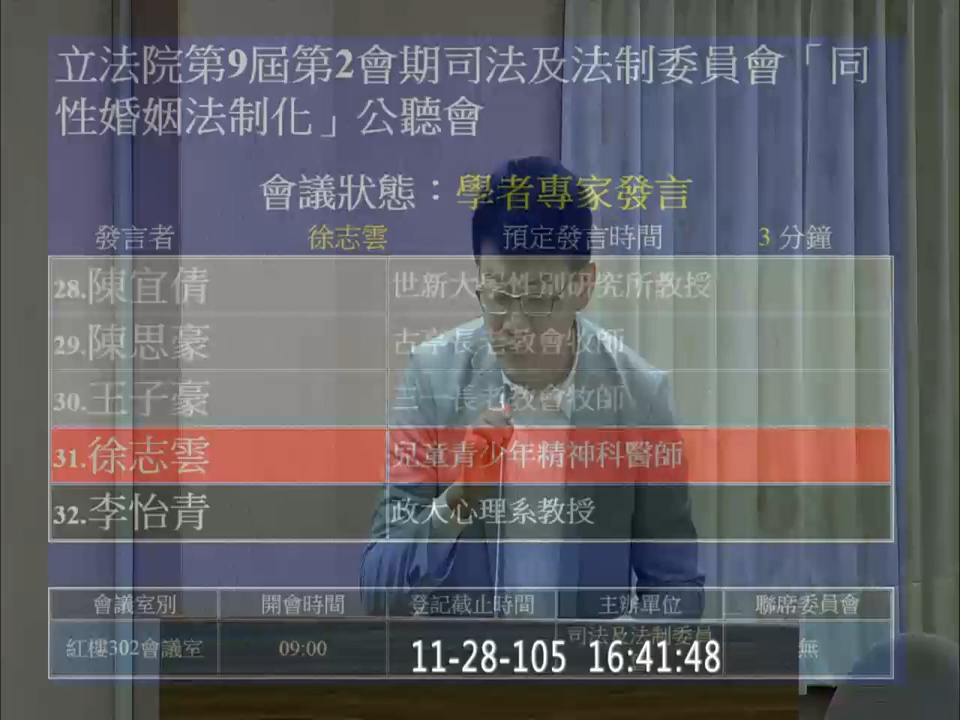 立法院第9屆第2會期司法及法制委員會「同
性婚姻法制化」公聽會
會議狀態：學者專家發言
發言者 徐志雲 預定發言時間 3 分鐘
28.陳宜倩 世新大學性別研究所教授
29.陳思豪 古亭長老教會牧師
30.王子豪 三一長老教會牧師
31.徐志雲 兒童青少年精神科醫師
32.李怡青 政大心理系教授
會議室別 開會時間 登記截止時間 主辦單位 聯席委員會
紅樓302會議室 09:00 司法及法制委員 無
11-28-105 16:41:48